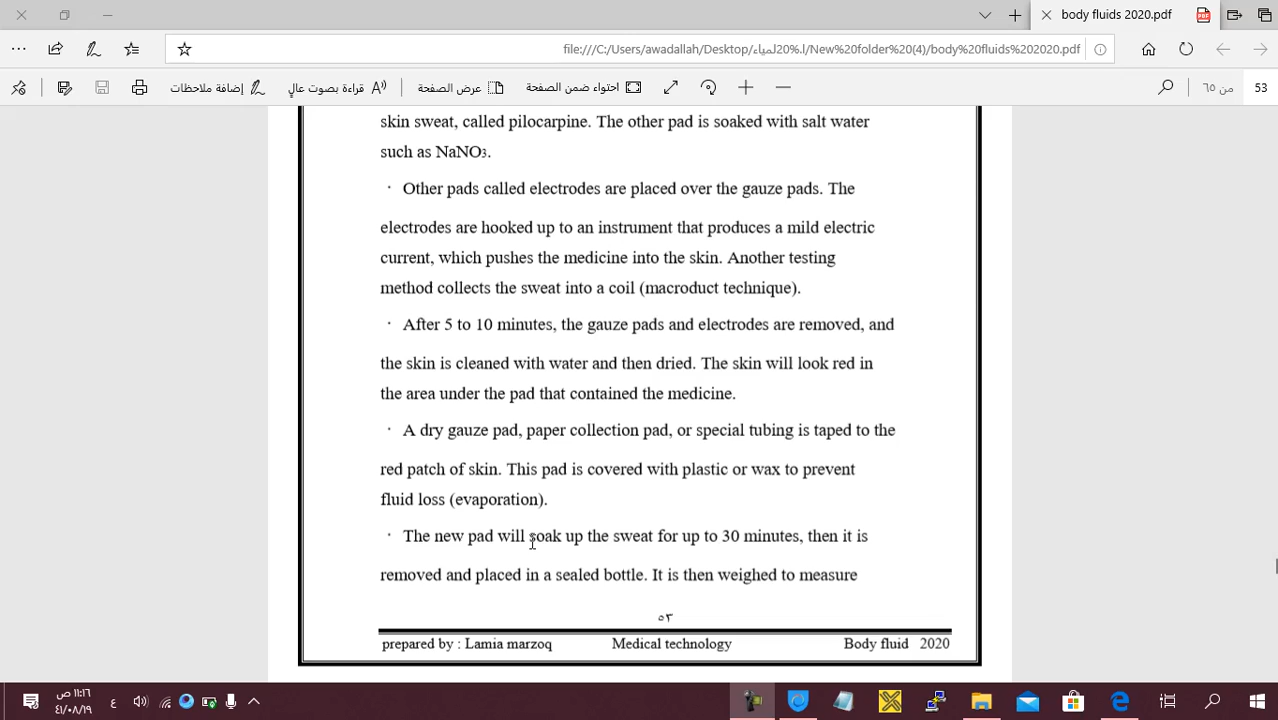 body fluids 2020.pdf
file:///C:/Users/awadallah/Desktop/لمياء%20.ا/New%20folder%20(4)/body%20fluids%202020.pdf
53 من ٦٥ احتواء ضمن الصفحة عرض الصفحة قراءة بصوت عالٍ إضافة ملاحظات
skin sweat, called pilocarpine. The other pad is soaked with salt water
such as NaNO3.
· Other pads called electrodes are placed over the gauze pads. The
electrodes are hooked up to an instrument that produces a mild electric
current, which pushes the medicine into the skin. Another testing
method collects the sweat into a coil (macroduct technique).
· After 5 to 10 minutes, the gauze pads and electrodes are removed, and
the skin is cleaned with water and then dried. The skin will look red in
the area under the pad that contained the medicine.
· A dry gauze pad, paper collection pad, or special tubing is taped to the
red patch of skin. This pad is covered with plastic or wax to prevent
fluid loss (evaporation).
· The new pad will soak up the sweat for up to 30 minutes, then it is
removed and placed in a sealed bottle. It is then weighed to measure
٥٣
prepared by : Lamia marzoq Medical technology Body fluid 2020
١١:١٦ ص
٤١/٠٨/١٩
ع